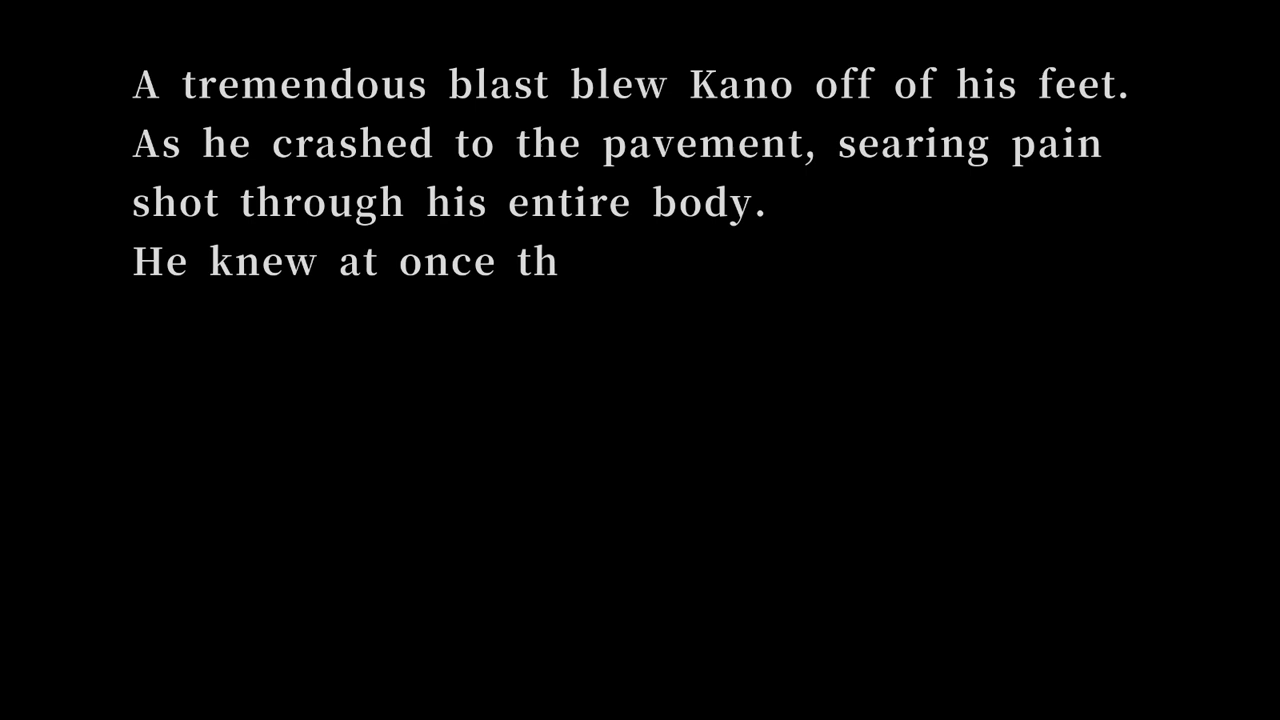 A tremendous blast blew Kano off of his feet.
As he crashed to the pavement, searing pain
shot through his entire body.
He knew at once th